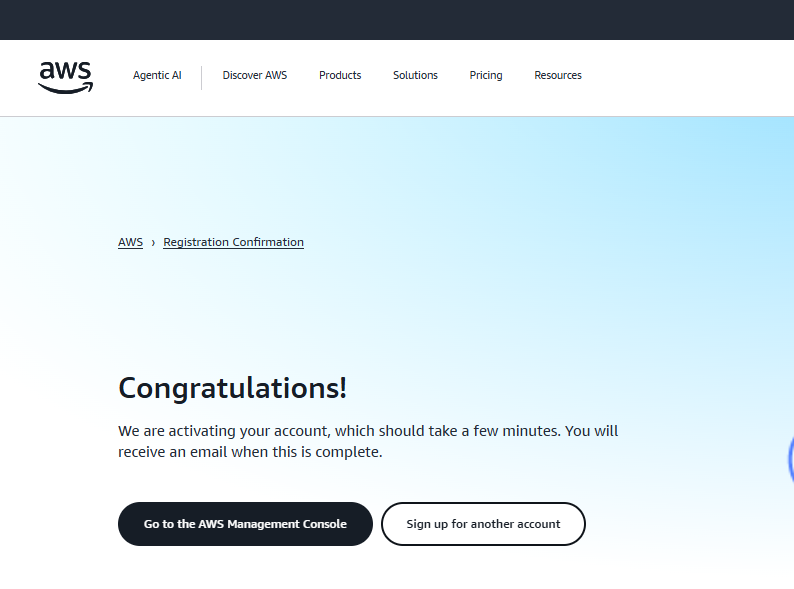 aws
Agentic AI
Discover AWS
Products
Solutions
Pricing
Resources
AWS › Registration Confirmation
Congratulations!
We are activating your account, which should take a few minutes. You will
receive an email when this is complete.
Go to the AWS Management Console
Sign up for another account